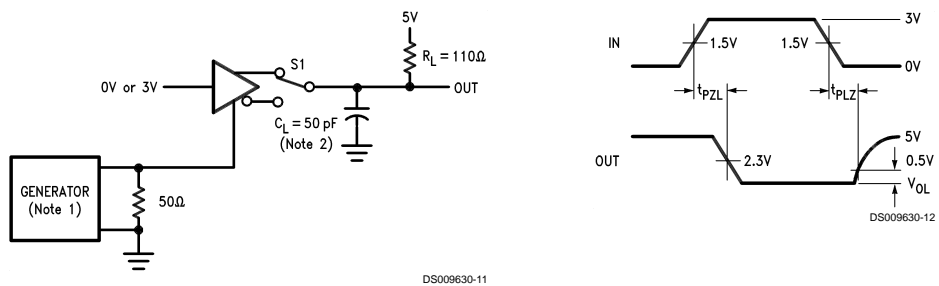 5V
S1
R_L = 110Ω
0V or 3V
OUT
C_L = 50 pF
(Note 2)
GENERATOR
(Note 1)
50Ω
DS009630-11
3V
IN
1.5V
1.5V
0V
t_PZL
t_PLZ
5V
OUT
2.3V
0.5V
V_OL
DS009630-12